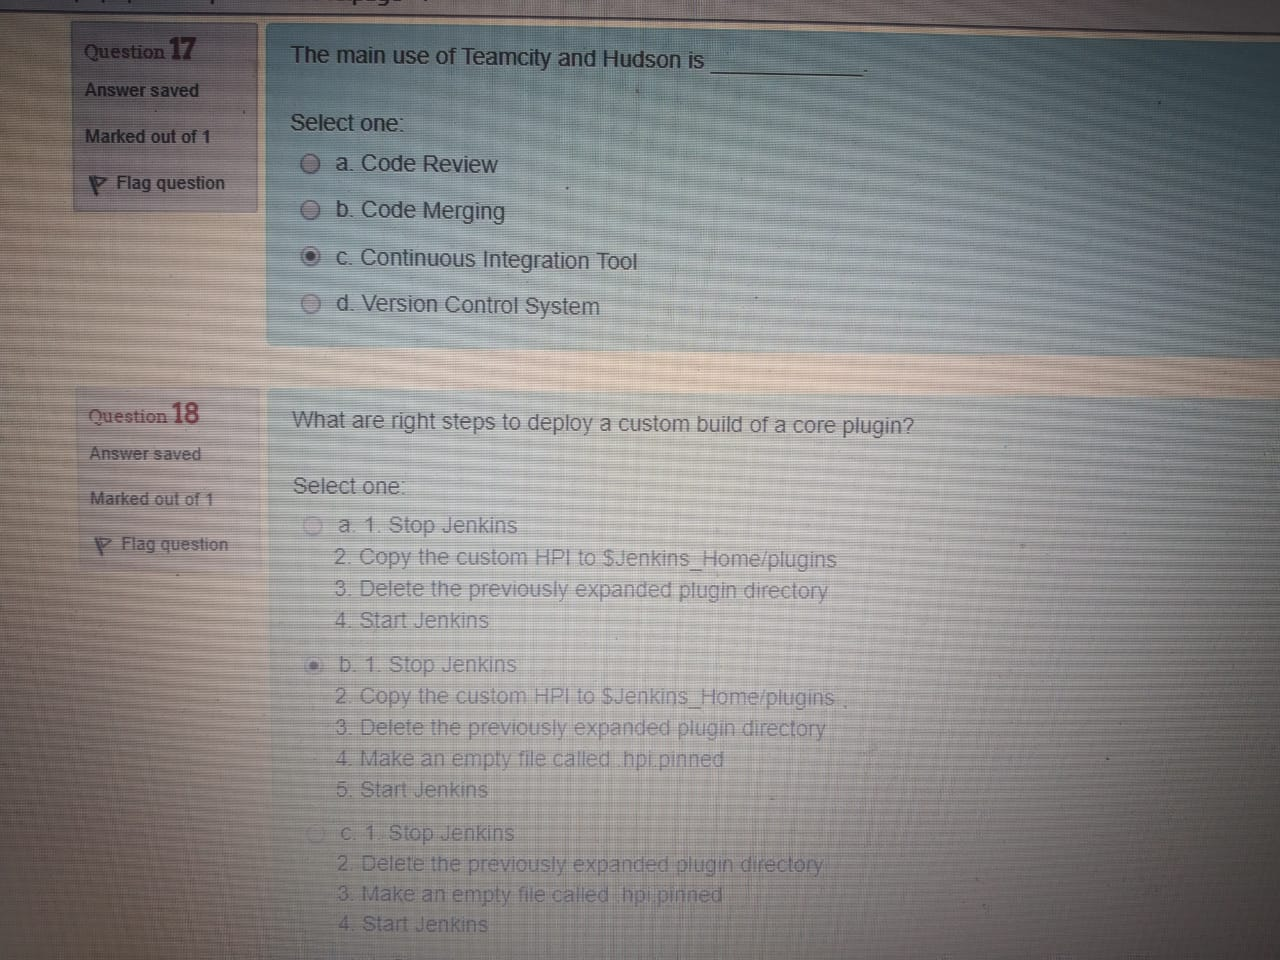 Question 17
Answer saved
Marked out of 1
Flag question
The main use of Teamcity and Hudson is ____________.
Select one:
a. Code Review
b. Code Merging
c. Continuous Integration Tool
d. Version Control System
Question 18
Answer saved
Marked out of 1
Flag question
What are right steps to deploy a custom build of a core plugin?
Select one:
a. 1. Stop Jenkins
2. Copy the custom HPI to $Jenkins_Home/plugins
3. Delete the previously expanded plugin directory
4. Start Jenkins
b. 1. Stop Jenkins
2. Copy the custom HPI to $Jenkins_Home/plugins
3. Delete the previously expanded plugin directory
4. Make an empty file called .hpi.pinned
5. Start Jenkins
c. 1. Stop Jenkins
2. Delete the previously expanded plugin directory
3. Make an empty file called .hpi.pinned
4. Start Jenkins